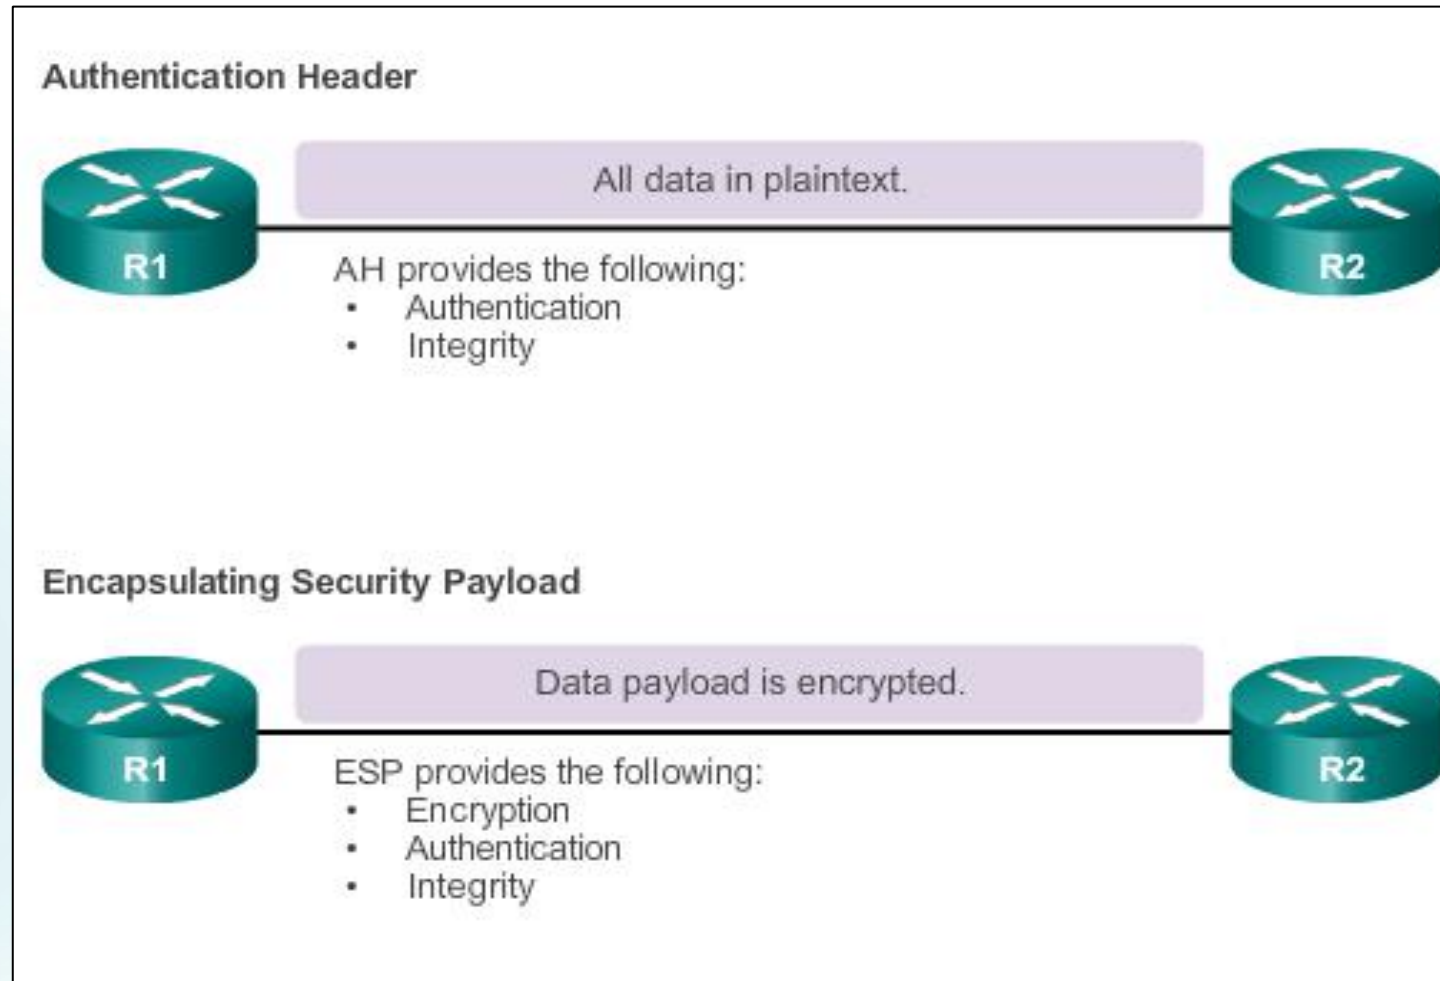 Authentication Header
All data in plaintext.
R1
R2
AH provides the following:
• Authentication
• Integrity
Encapsulating Security Payload
Data payload is encrypted.
R1
R2
ESP provides the following:
• Encryption
• Authentication
• Integrity